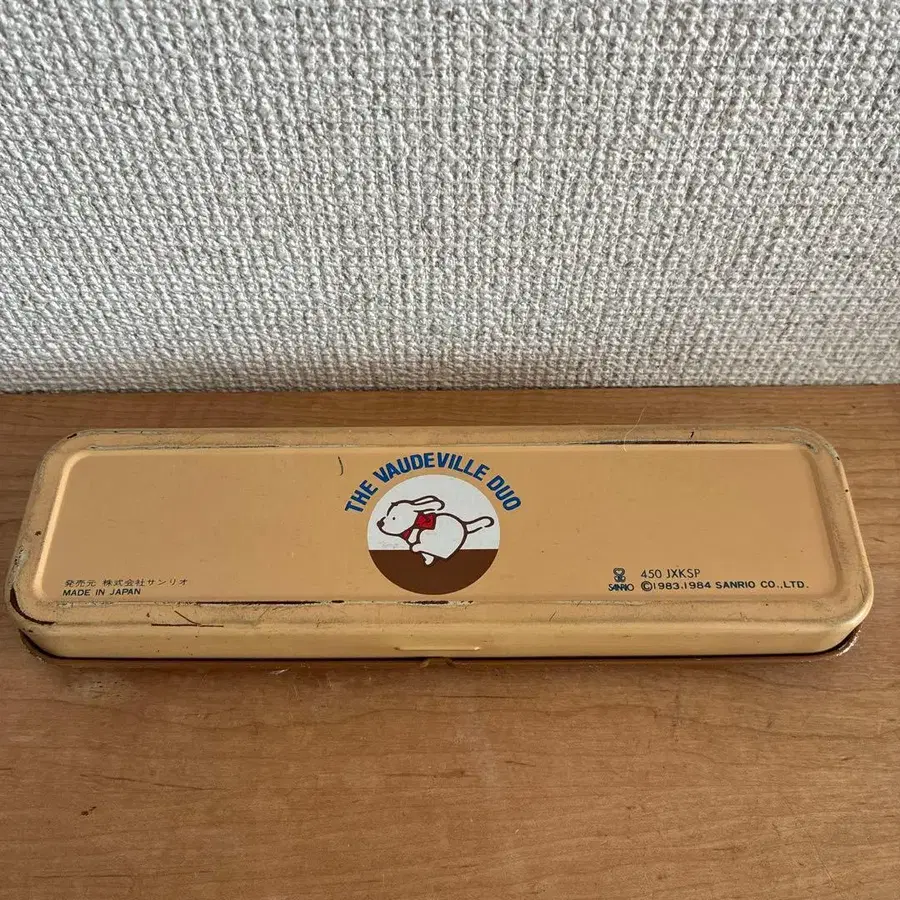 THE VAUDEVILLE DUO
発売元 株式会社サンリオ
MADE IN JAPAN
450 JXKSP
SANRIO ©1983.1984 SANRIO CO.,LTD.